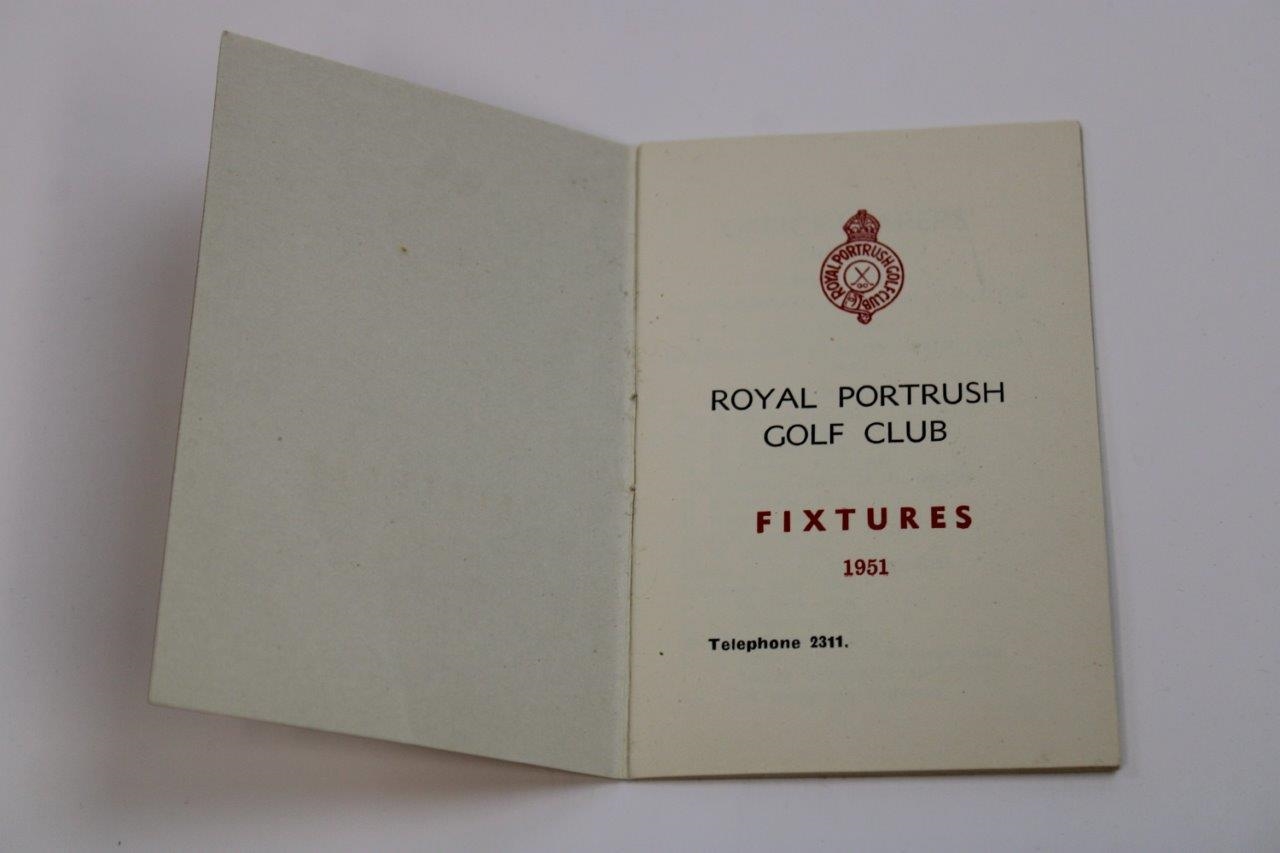 ROYAL PORTRUSH GOLF CLUB
ROYAL PORTRUSH
GOLF CLUB
FIXTURES
1951
Telephone 2311.